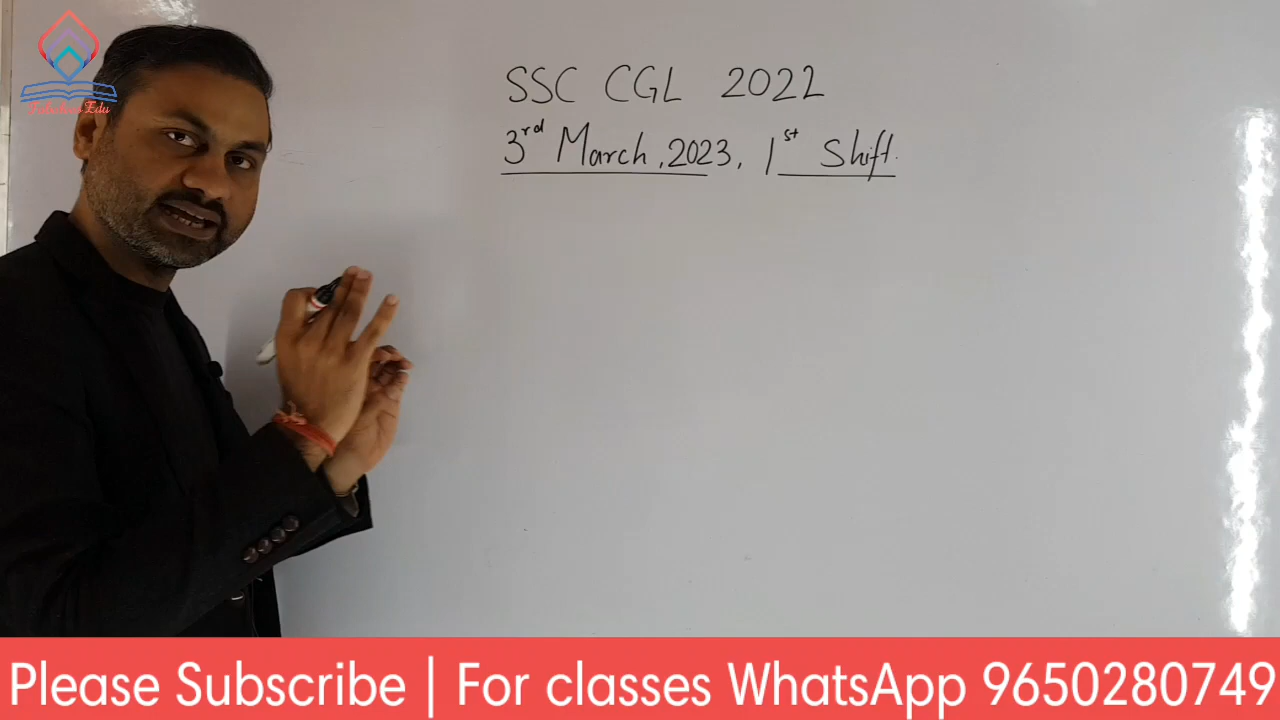 SSC CGL 2022
3rd March, 2023, 1st Shift.
Please Subscribe | For classes WhatsApp 9650280749